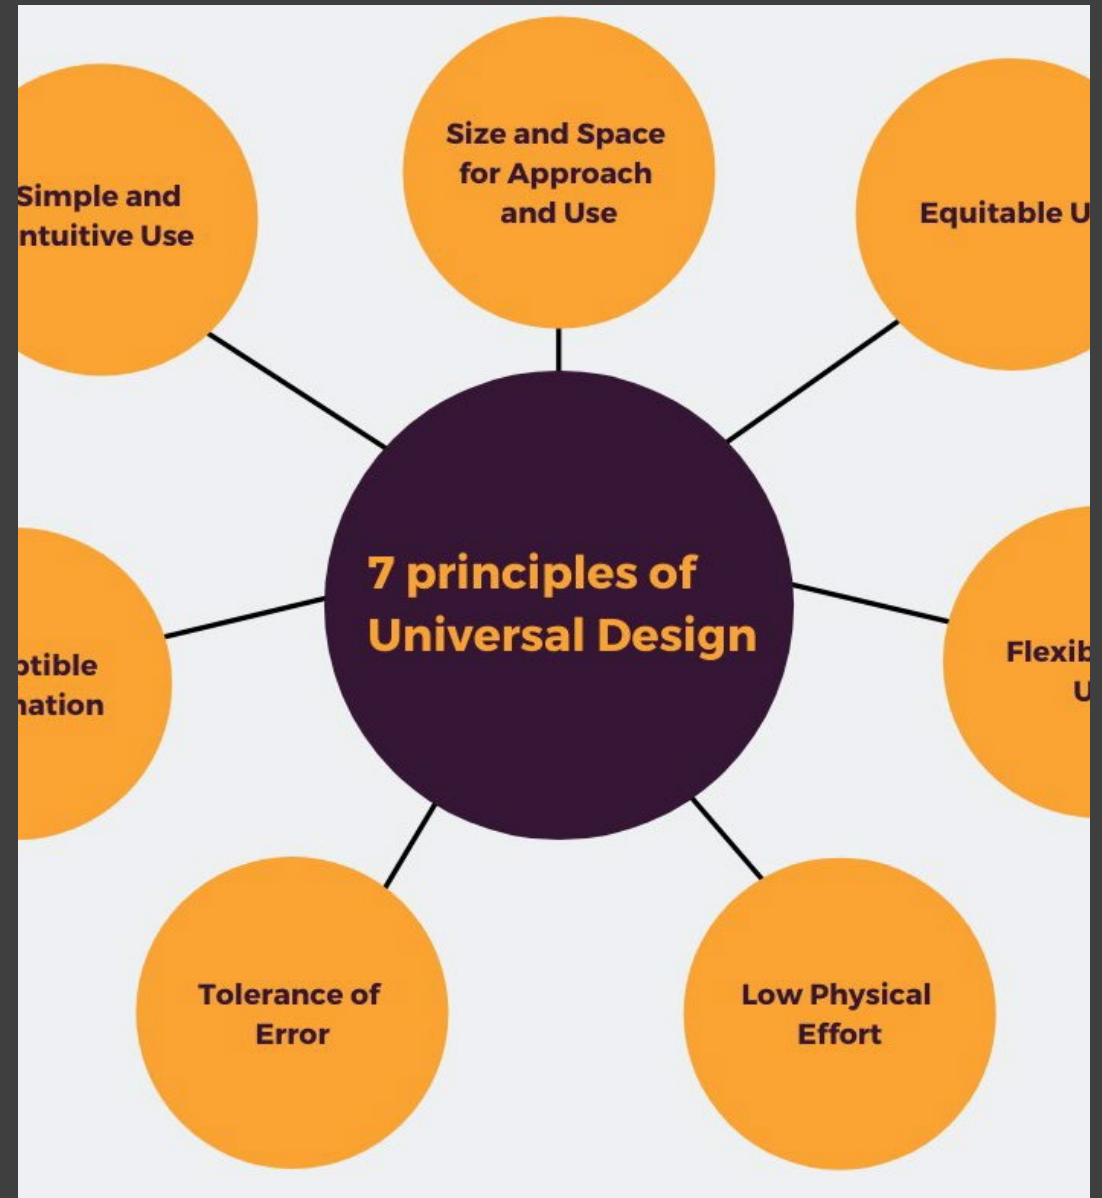 Size and Space
for Approach
and Use
Simple and
ntuitive Use
Equitable U
7 principles of
Universal Design
ptible
nation
Flexib
U
Tolerance of
Error
Low Physical
Effort